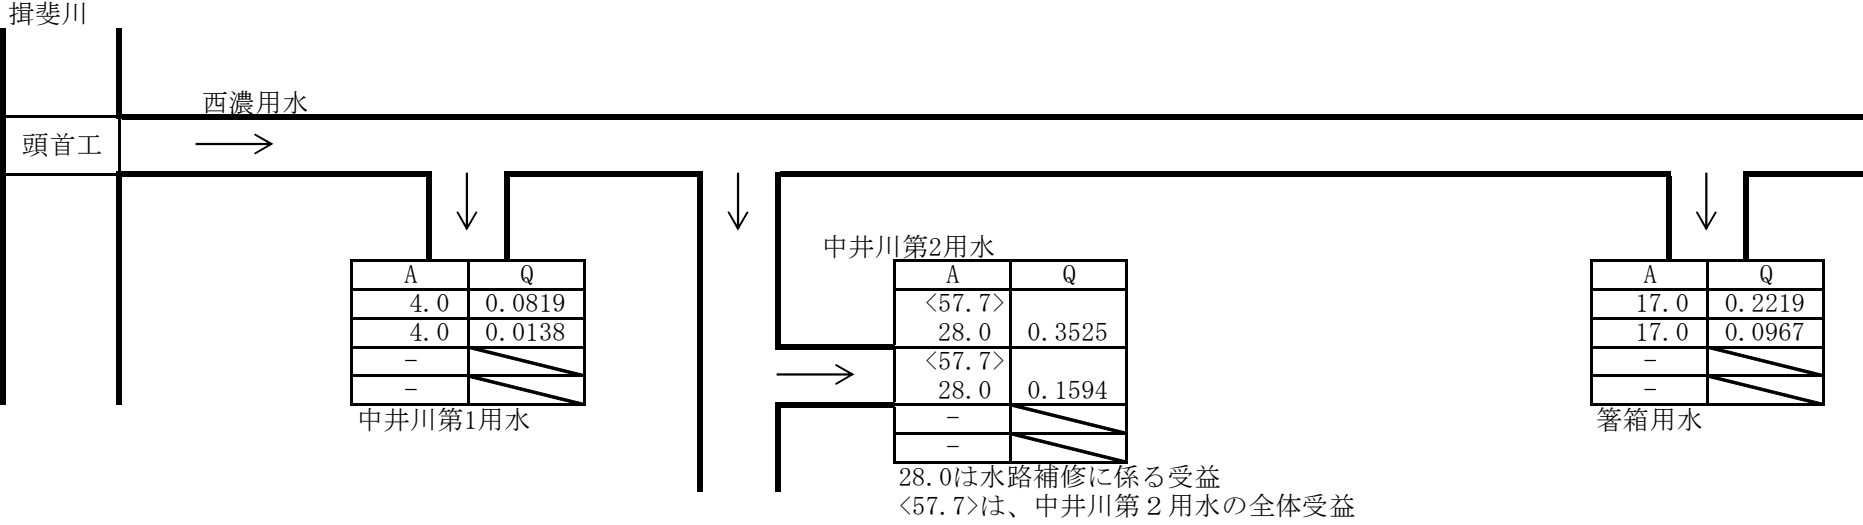 揖斐川
西濃用水
頭首工
中井川第2用水
A Q
4.0 0.0819
4.0 0.0138
-
-
中井川第1用水
A Q
<57.7>
28.0 0.3525
<57.7>
28.0 0.1594
-
-
28.0は水路補修に係る受益
<57.7>は、中井川第２用水の全体受益
A Q
17.0 0.2219
17.0 0.0967
-
-
箸箱用水